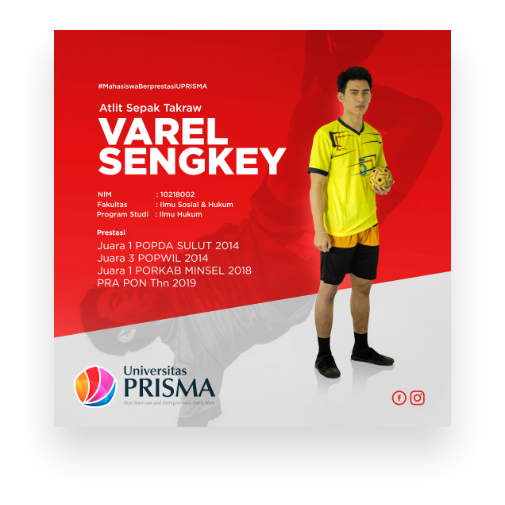 #MahasiswaBerprestasiUPRISMA
Atlit Sepak Takraw
VAREL
SENGKEY
NIM : 10218002
Fakultas : Ilmu Sosial & Hukum
Program Studi : Ilmu Hukum
Prestasi
Juara 1 POPDA SULUT 2014
Juara 3 POPWIL 2014
Juara 1 PORKAB MINSEL 2018
PRA PON Thn 2019
Universitas
PRISMA